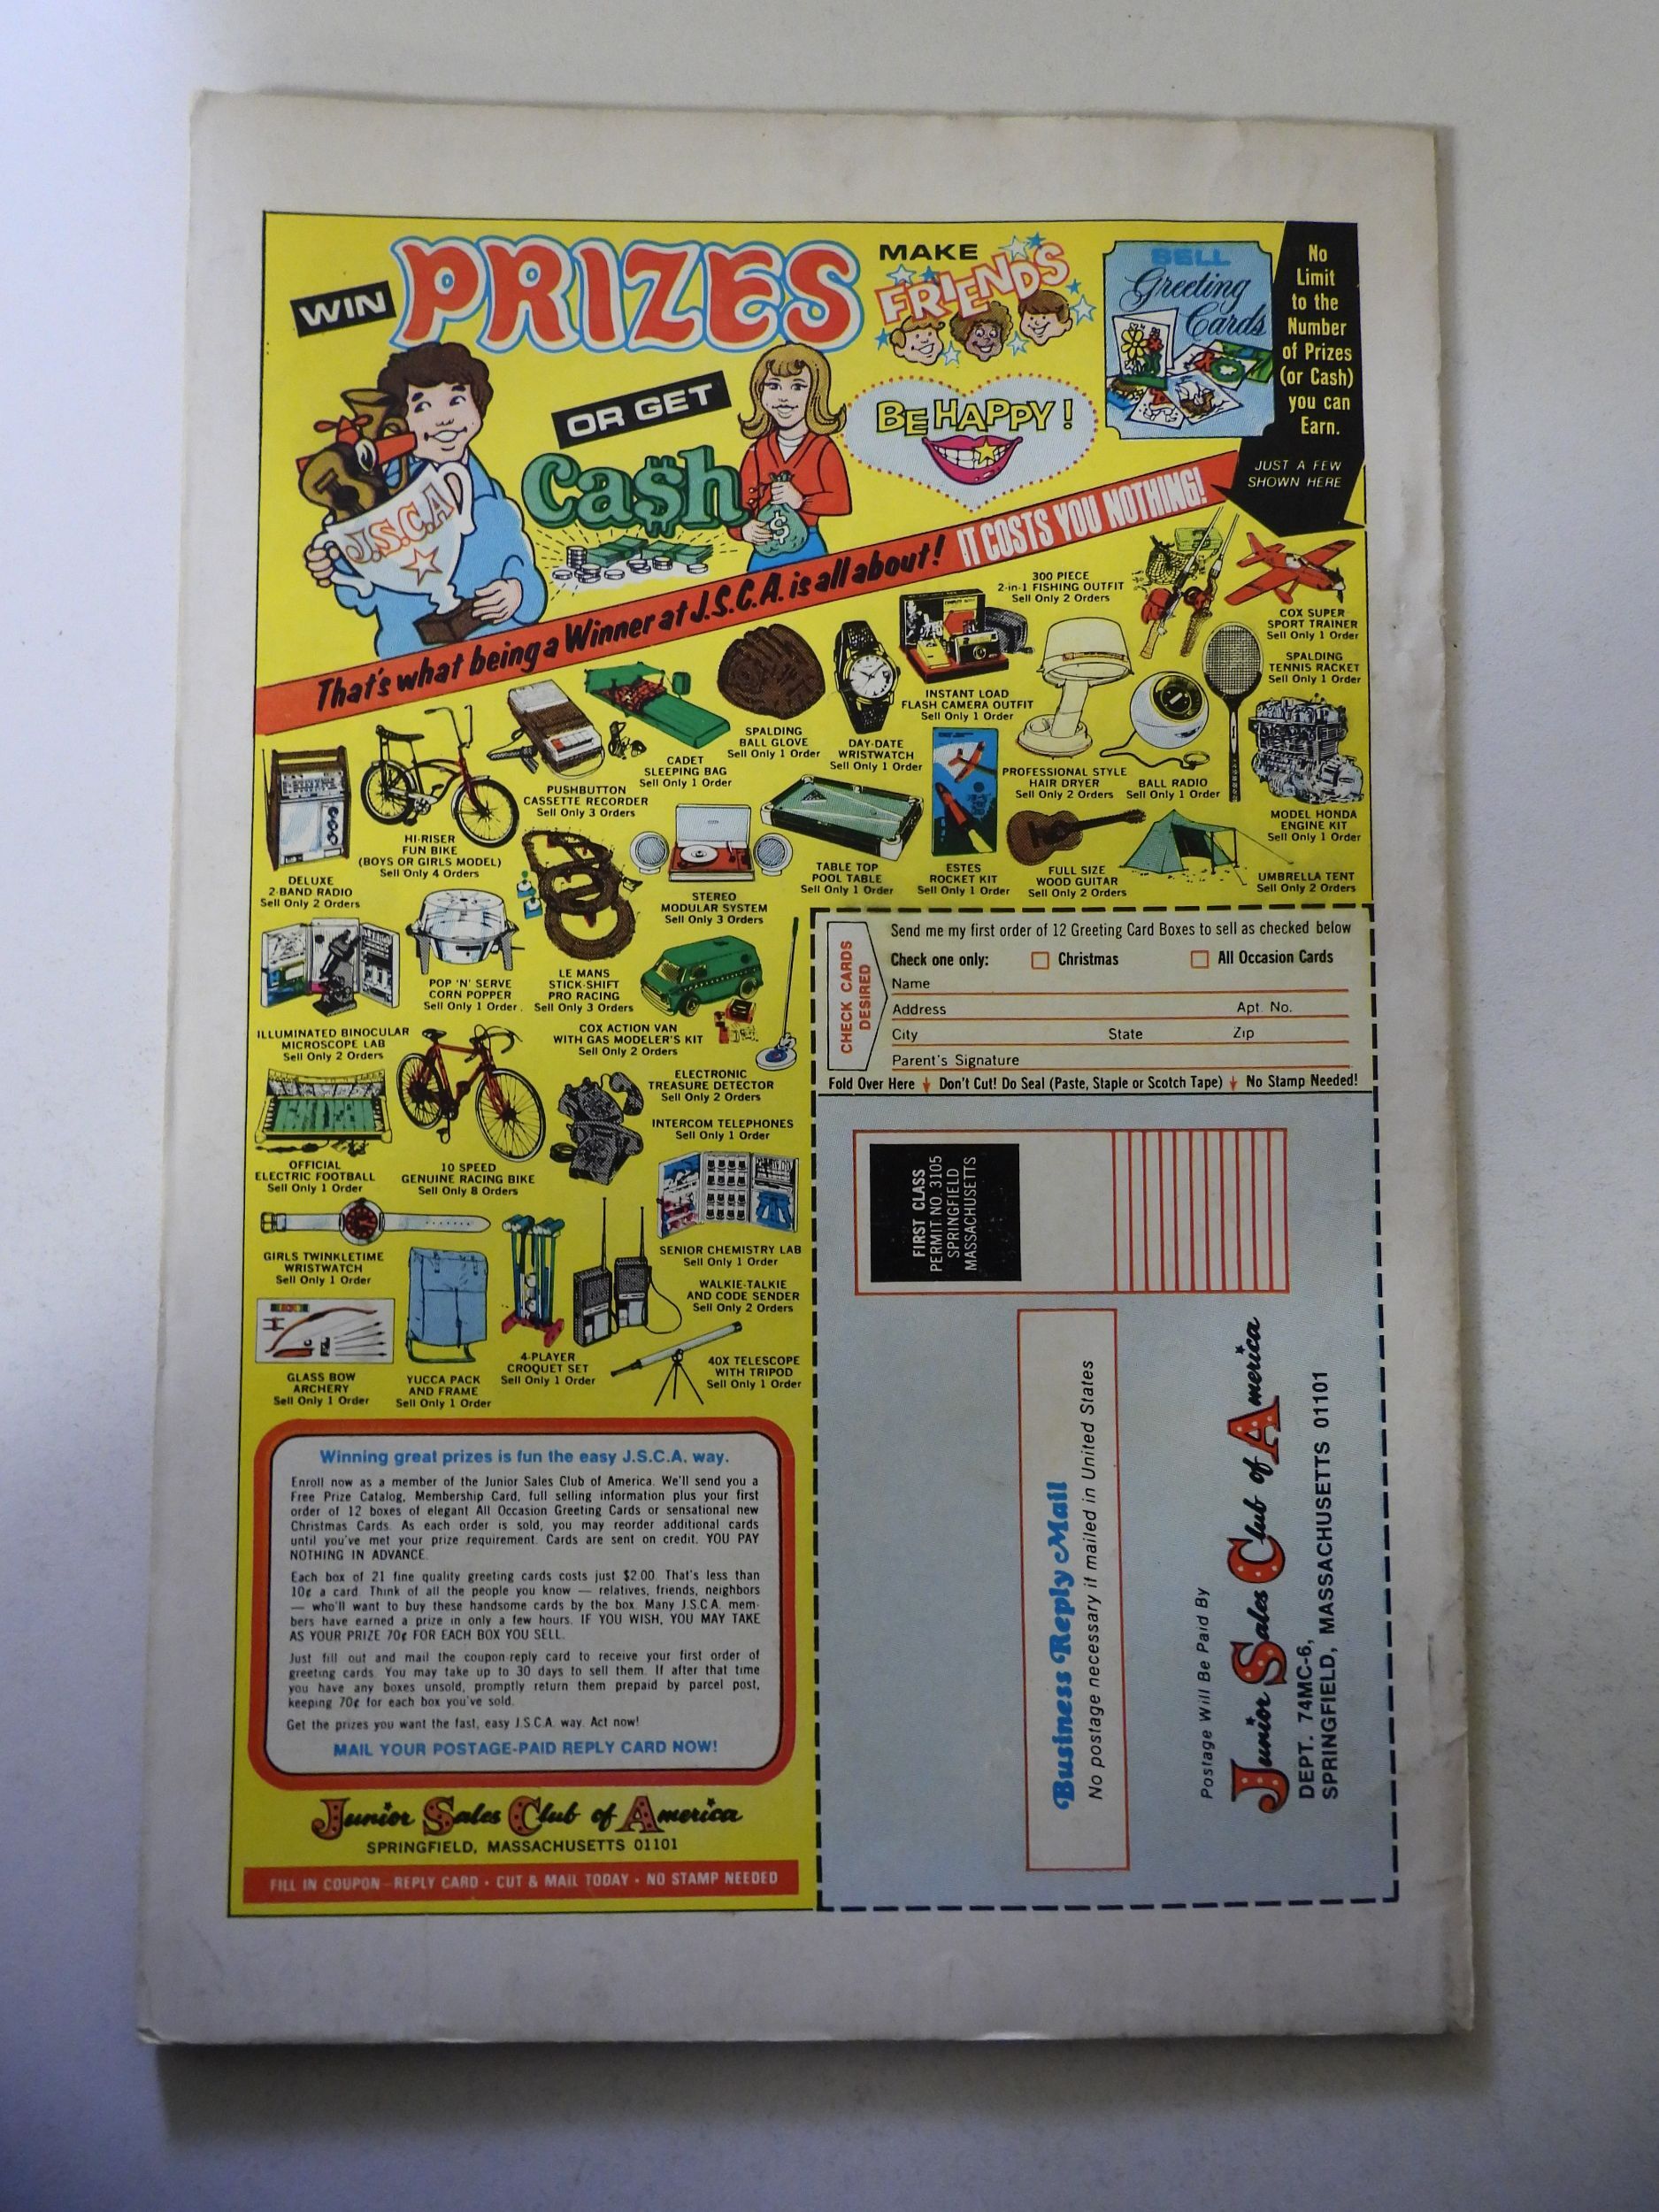 WIN PRIZES
OR GET
Ca$h
MAKE
FRIENDS
BE HAPPY!
SELL
Greeting
Cards
No
Limit
to the
Number
of Prizes
(or Cash)
you can
Earn.
JUST A FEW
SHOWN HERE
J.S.C.A
$
That's what being a Winner at J.S.C.A. is all about! IT COSTS YOU NOTHING!
300 PIECE
2-in-1 FISHING OUTFIT
Sell Only 2 Orders
COX SUPER
SPORT TRAINER
Sell Only 1 Order
SPALDING
TENNIS RACKET
Sell Only 1 Order
INSTANT LOAD
FLASH CAMERA OUTFIT
Sell Only 1 Order
SPALDING
BALL GLOVE
Sell Only 1 Order
DAY-DATE
WRISTWATCH
Sell Only 1 Order
CADET
SLEEPING BAG
Sell Only 1 Order
PUSHBUTTON
CASSETTE RECORDER
Sell Only 3 Orders
PROFESSIONAL STYLE
HAIR DRYER
Sell Only 2 Orders
BALL RADIO
Sell Only 1 Order
MODEL HONDA
ENGINE KIT
Sell Only 1 Order
HI-RISER
FUN BIKE
(BOYS OR GIRLS MODEL)
Sell Only 4 Orders
DELUXE
2-BAND RADIO
Sell Only 2 Orders
STEREO
MODULAR SYSTEM
Sell Only 3 Orders
TABLE TOP
POOL TABLE
Sell Only 1 Order
ESTES
ROCKET KIT
Sell Only 1 Order
FULL SIZE
WOOD GUITAR
Sell Only 2 Orders
UMBRELLA TENT
Sell Only 2 Orders
POP 'N' SERVE
CORN POPPER
Sell Only 1 Order.
LE MANS
STICK-SHIFT
PRO RACING
Sell Only 3 Orders
ILLUMINATED BINOCULAR
MICROSCOPE LAB
Sell Only 2 Orders
COX ACTION VAN
WITH GAS MODELER'S KIT
Sell Only 2 Orders
ELECTRONIC
TREASURE DETECTOR
Sell Only 2 Orders
INTERCOM TELEPHONES
Sell Only 1 Order
OFFICIAL
ELECTRIC FOOTBALL
Sell Only 1 Order
10 SPEED
GENUINE RACING BIKE
Sell Only 8 Orders
GIRLS TWINKLETIME
WRISTWATCH
Sell Only 1 Order
SENIOR CHEMISTRY LAB
Sell Only 1 Order
WALKIE-TALKIE
AND CODE SENDER
Sell Only 2 Orders
GLASS BOW
ARCHERY
Sell Only 1 Order
YUCCA PACK
AND FRAME
Sell Only 1 Order
4-PLAYER
CROQUET SET
Sell Only 1 Order
40X TELESCOPE
WITH TRIPOD
Sell Only 1 Order
Winning great prizes is fun the easy J.S.C.A. way.
Enroll now as a member of the Junior Sales Club of America. We'll send you a
Free Prize Catalog, Membership Card, full selling information plus your first
order of 12 boxes of elegant All Occasion Greeting Cards or sensational new
Christmas Cards. As each order is sold, you may reorder additional cards
until you've met your prize requirement. Cards are sent on credit. YOU PAY
NOTHING IN ADVANCE.
Each box of 21 fine quality greeting cards costs just $2.00. That's less than
10¢ a card. Think of all the people you know — relatives, friends, neighbors
— who'll want to buy these handsome cards by the box. Many J.S.C.A. mem-
bers have earned a prize in only a few hours. IF YOU WISH, YOU MAY TAKE
AS YOUR PRIZE 70¢ FOR EACH BOX YOU SELL.
Just fill out and mail the coupon-reply card to receive your first order of
greeting cards. You may take up to 30 days to sell them. If after that time
you have any boxes unsold, promptly return them prepaid by parcel post,
keeping 70¢ for each box you've sold.
Get the prizes you want the fast, easy J.S.C.A. way. Act now!
MAIL YOUR POSTAGE-PAID REPLY CARD NOW!
Junior Sales Club of America
SPRINGFIELD, MASSACHUSETTS 01101
FILL IN COUPON-REPLY CARD • CUT & MAIL TODAY • NO STAMP NEEDED
CHECK CARDS
DESIRED
Send me my first order of 12 Greeting Card Boxes to sell as checked below
Check one only: Christmas All Occasion Cards
Name
Address Apt. No.
City State Zip
Parent's Signature
Fold Over Here Don't Cut! Do Seal (Paste, Staple or Scotch Tape) No Stamp Needed!
FIRST CLASS
PERMIT NO. 3105
SPRINGFIELD
MASSACHUSETTS
Business Reply Mail
No postage necessary if mailed in United States
Postage Will Be Paid By
Junior Sales Club of America
DEPT. 74MC-6,
SPRINGFIELD, MASSACHUSETTS 01101